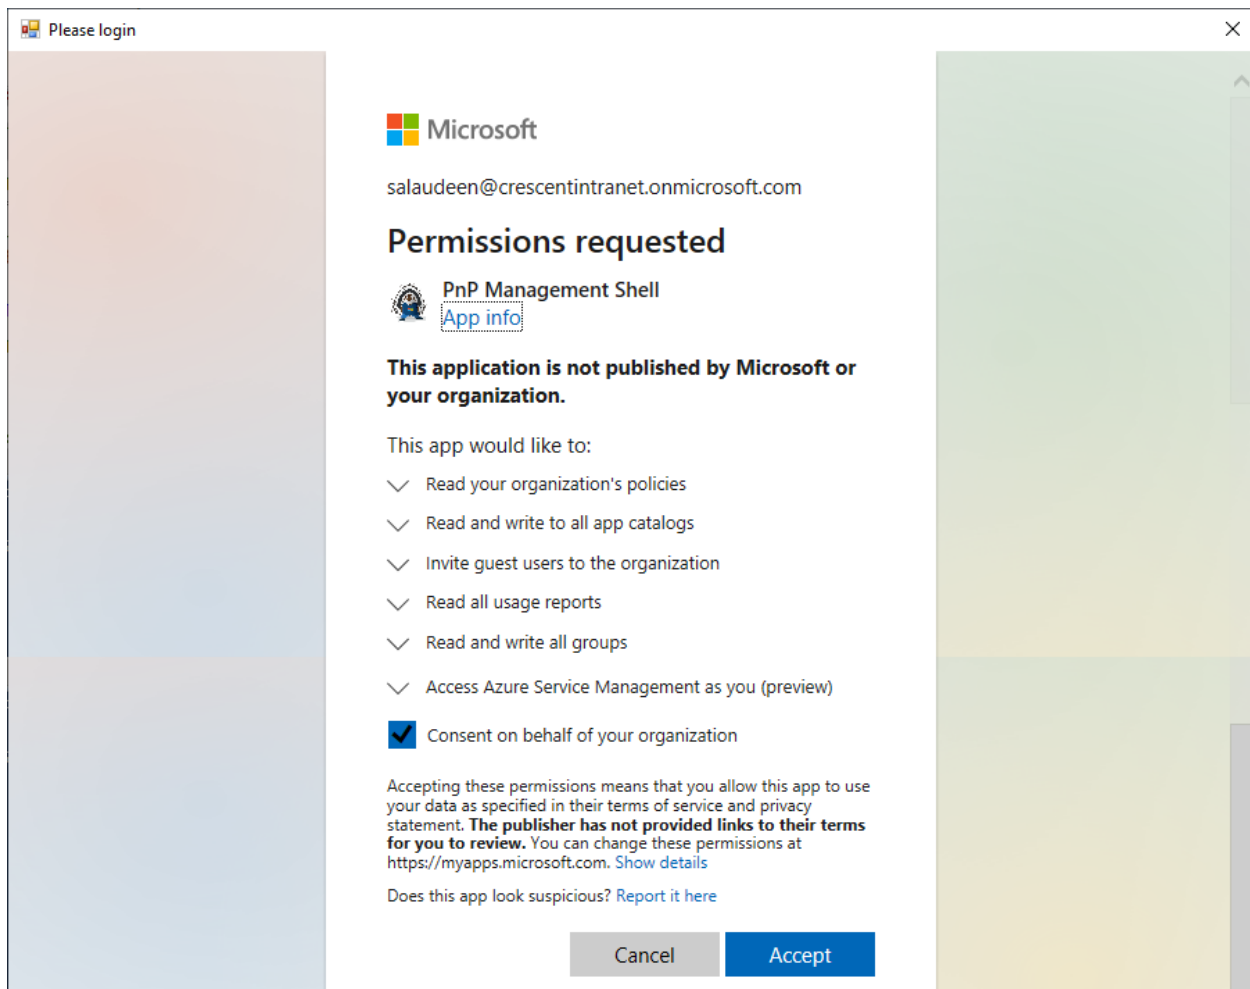 Please login
Microsoft
salaudeen@crescentintranet.onmicrosoft.com
Permissions requested
PnP Management Shell
App info
This application is not published by Microsoft or
your organization.
This app would like to:
Read your organization's policies
Read and write to all app catalogs
Invite guest users to the organization
Read all usage reports
Read and write all groups
Access Azure Service Management as you (preview)
Consent on behalf of your organization
Accepting these permissions means that you allow this app to use
your data as specified in their terms of service and privacy
statement. The publisher has not provided links to their terms
for you to review. You can change these permissions at
https://myapps.microsoft.com. Show details
Does this app look suspicious? Report it here
Cancel
Accept